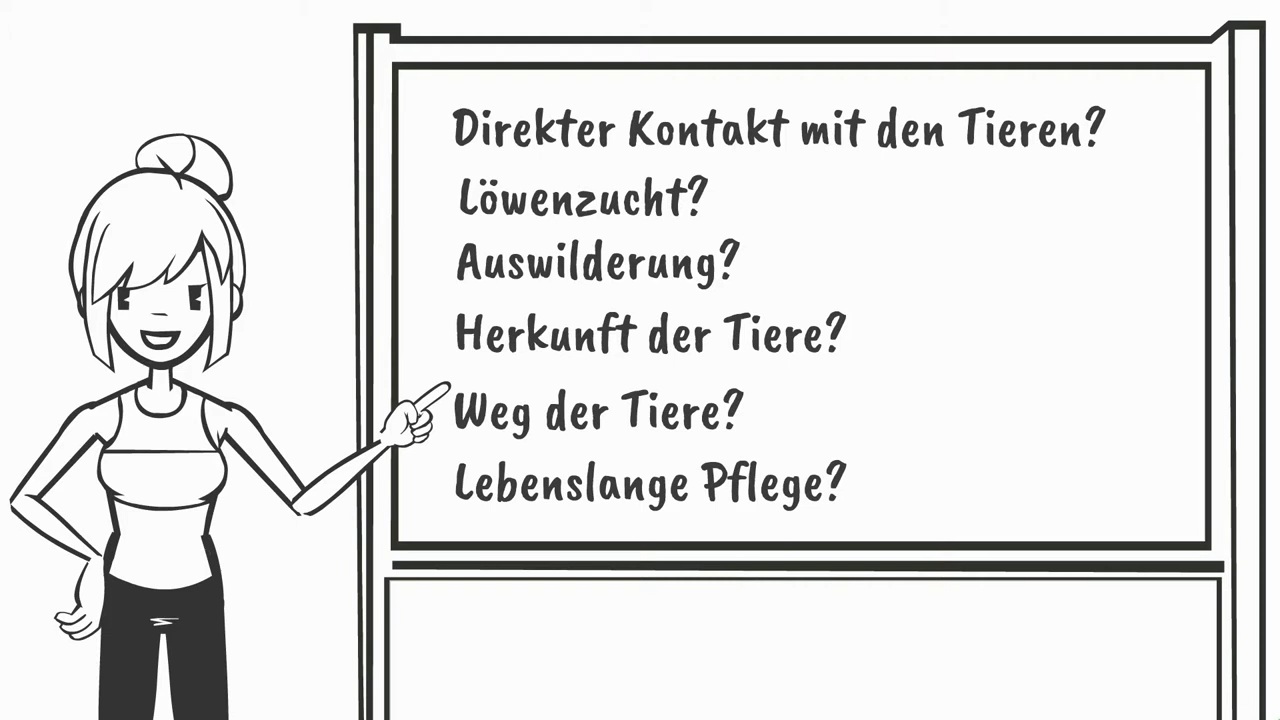 Direkter Kontakt mit den Tieren?
Löwenzucht?
Auswilderung?
Herkunft der Tiere?
Weg der Tiere?
Lebenslange Pflege?